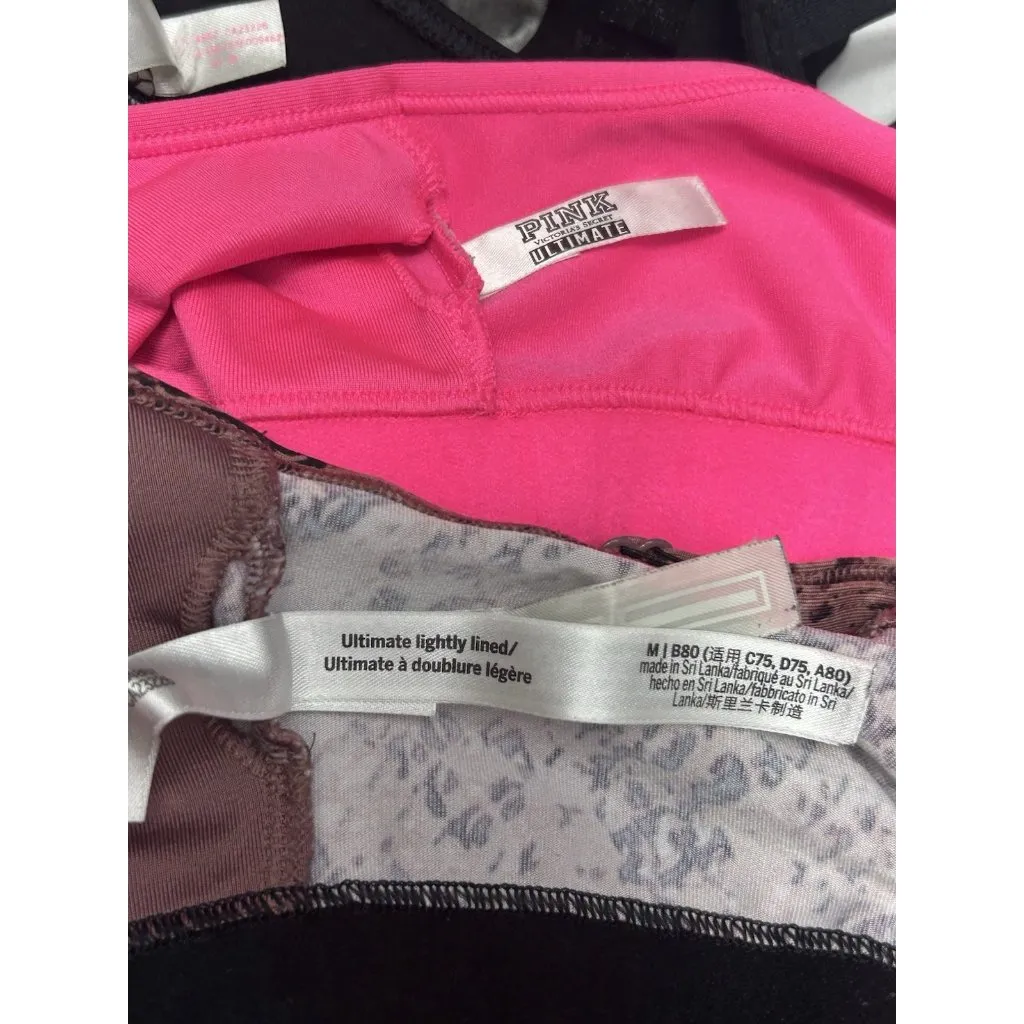 PINK
VICTORIA'S SECRET
ULTIMATE
Ultimate lightly lined/
Ultimate à doublure légère
M | B80 (适用 C75, D75, A80)
made in Sri Lanka/fabriqué au Sri Lanka/
hecho en Sri Lanka/fabbricato in Sri
Lanka/斯里兰卡制造